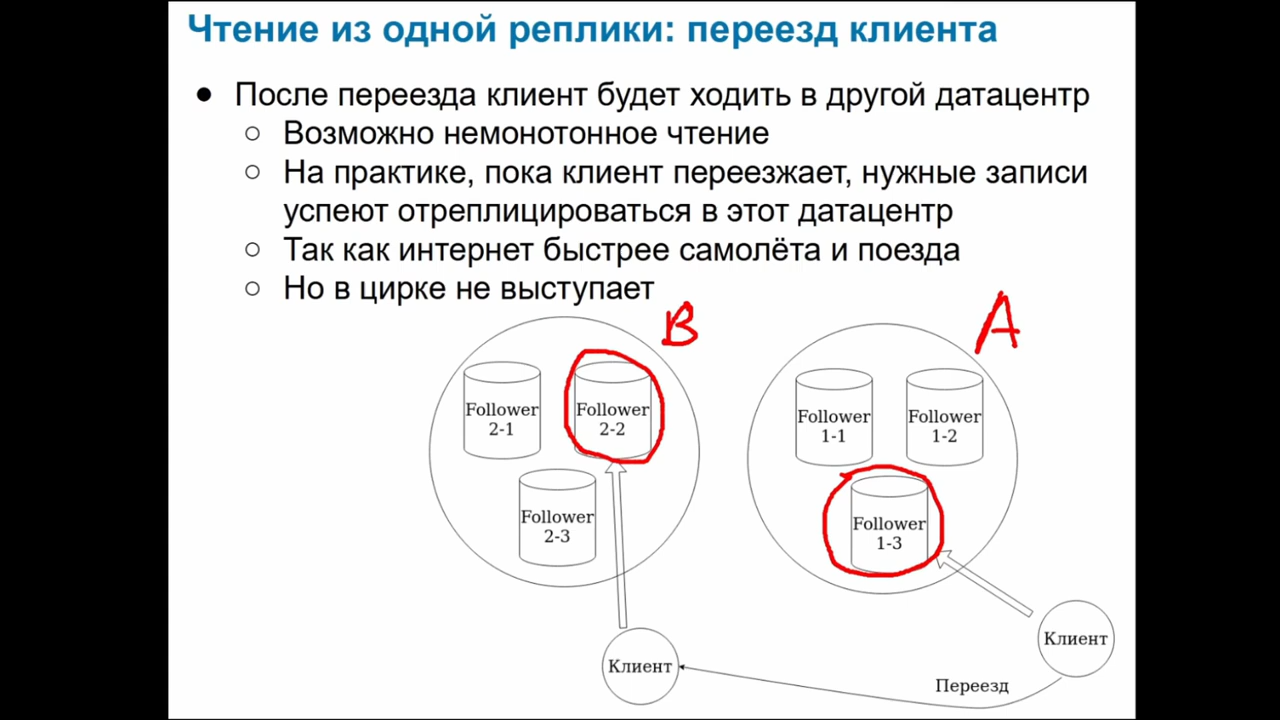 Чтение из одной реплики: переезд клиента
● После переезда клиент будет ходить в другой датацентр
○ Возможно немонотонное чтение
○ На практике, пока клиент переезжает, нужные записи
успеют отреплицироваться в этот датацентр
○ Так как интернет быстрее самолёта и поезда
○ Но в цирке не выступает
B
A
Follower
2-1
Follower
2-2
Follower
2-3
Follower
1-1
Follower
1-2
Follower
1-3
Клиент
Клиент
Переезд